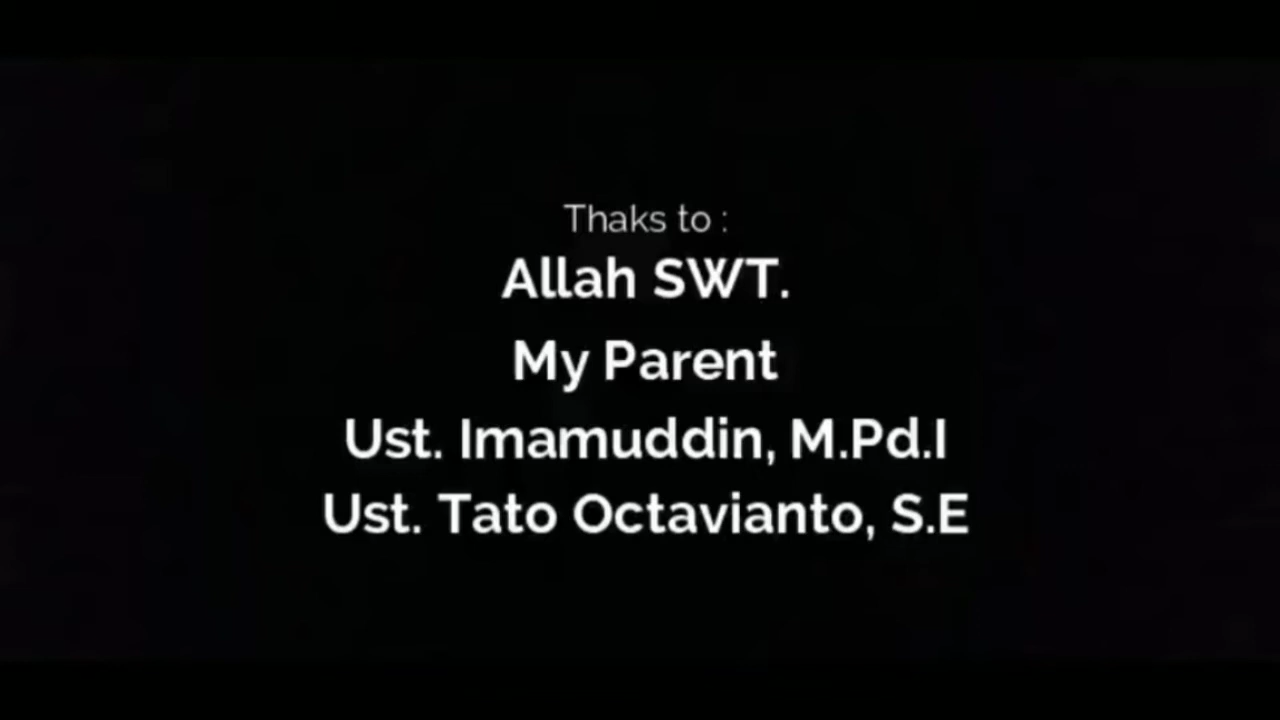 Thaks to :
Allah SWT.
My Parent
Ust. Imamuddin, M.Pd.I
Ust. Tato Octavianto, S.E